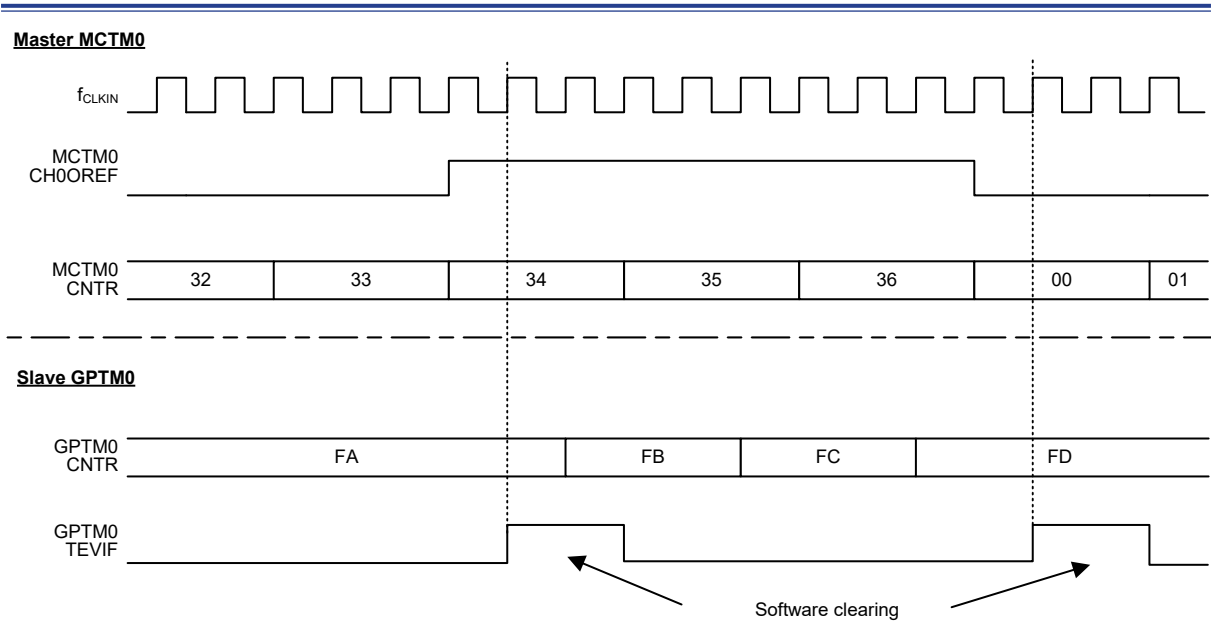 Master MCTM0
fCLKIN
MCTM0
CH0OREF
MCTM0
CNTR
32 33 34 35 36 00 01
Slave GPTM0
GPTM0
CNTR
FA FB FC FD
GPTM0
TEVIF
Software clearing